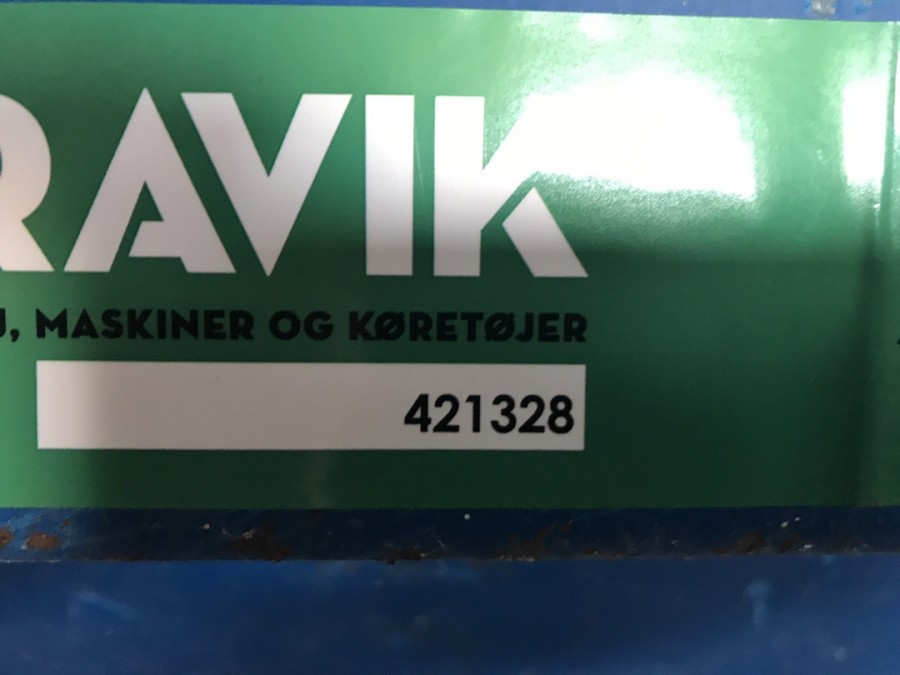 RAVIK
, MASKINER OG KØRETØJER
421328